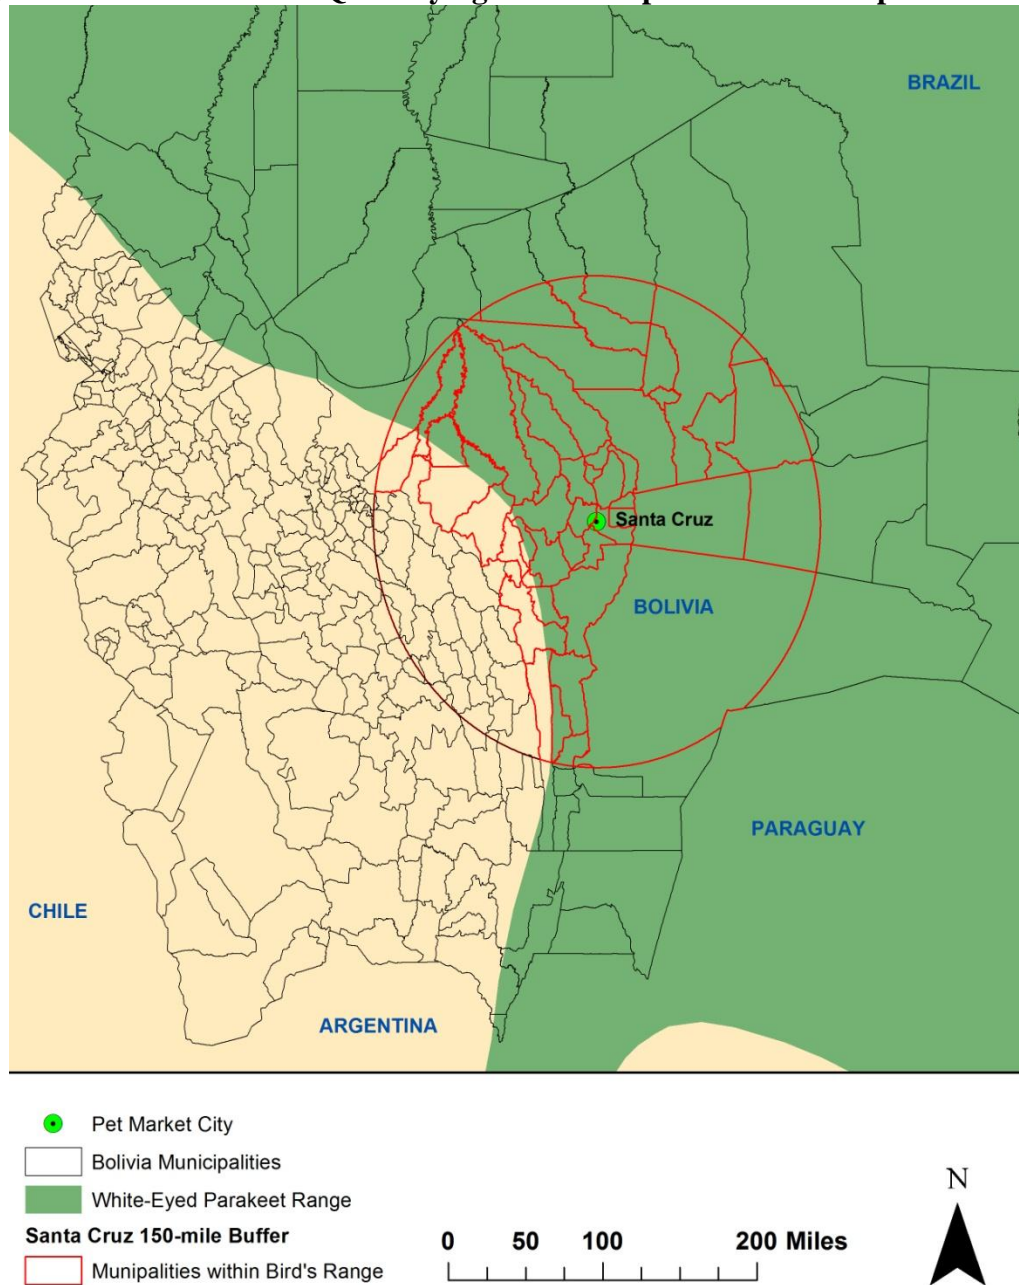 BRAZIL
Santa Cruz
BOLIVIA
PARAGUAY
CHILE
ARGENTINA
Pet Market City
Bolivia Municipalities
White-Eyed Parakeet Range
Santa Cruz 150-mile Buffer
Munipalities within Bird's Range
0 50 100 200 Miles
N